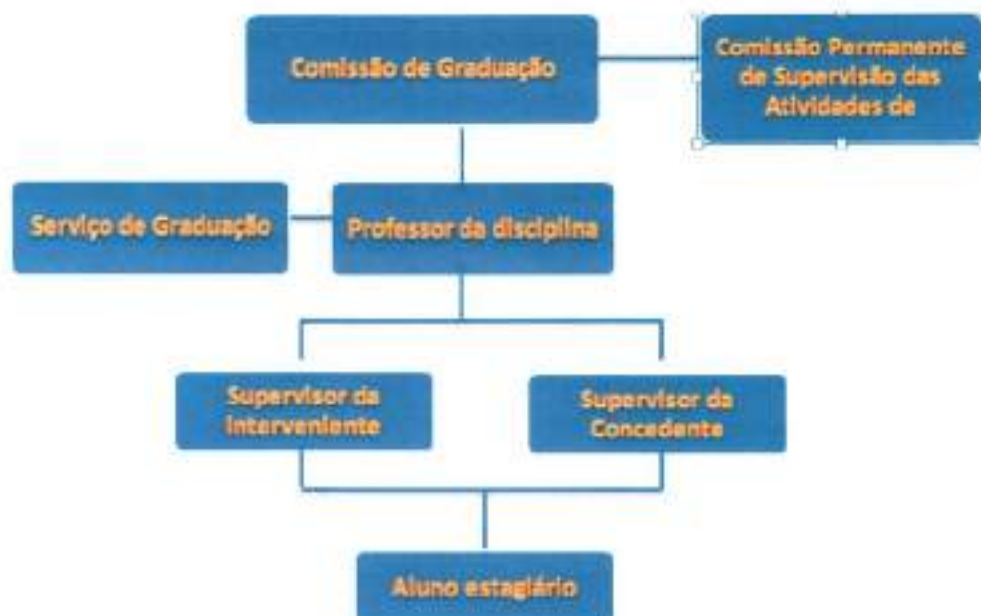 Comissão de Graduação
Comissão Permanente
de Supervisão das
Atividades de
Serviço de Graduação
Professor da disciplina
Supervisor da
Interveniente
Supervisor da
Concedente
Aluno estagiário